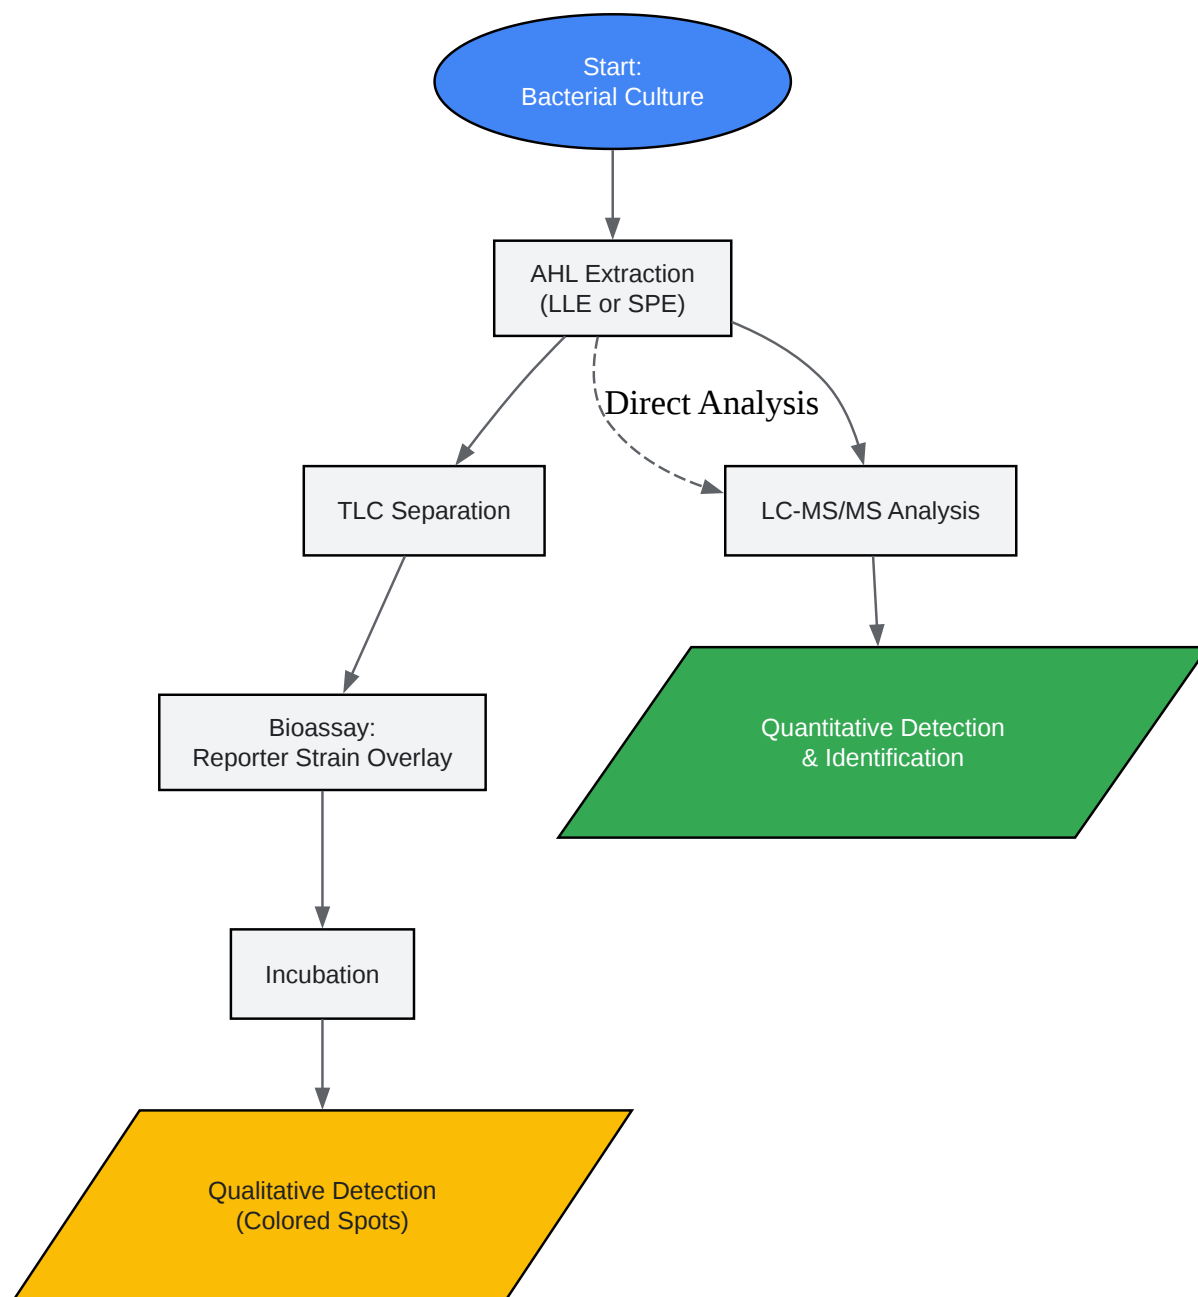 Start:
Bacterial Culture
AHL Extraction
(LLE or SPE)
Direct Analysis
TLC Separation
LC-MS/MS Analysis
Bioassay:
Reporter Strain Overlay
Quantitative Detection
& Identification
Incubation
Qualitative Detection
(Colored Spots)